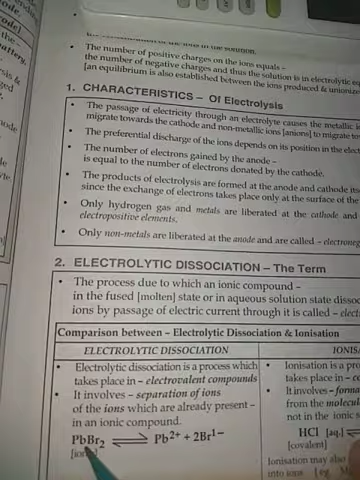 of the ions in the solution.
• The number of positive charges on the ions equals –
the number of negative charges and thus the solution is in electrolytic eq
[an equilibrium is also established between the ions produced & unionize
1. CHARACTERISTICS – Of Electrolysis
• The passage of electricity through an electrolyte causes the metallic i
migrate towards the cathode and non-metallic ions [anions] to migrate to
• The preferential discharge of the ions depends on its position in the elect
• The number of electrons gained by the anode –
is equal to the number of electrons donated by the cathode.
• The products of electrolysis are formed at the anode and cathode
since the exchange of electrons takes place only at the surface of the
• Only hydrogen gas and metals are liberated at the cathode and
electropositive elements.
• Only non-metals are liberated at the anode and are called – electroneg
2. ELECTROLYTIC DISSOCIATION – The Term
• The process due to which an ionic compound –
in the fused [molten] state or in aqueous solution state dissoc
ions by passage of electric current through it is called – elect
Comparison between – Electrolytic Dissociation & Ionisation
ELECTROLYTIC DISSOCIATION
IONIS
• Electrolytic dissociation is a process which
takes place in – electrovalent compounds
• It involves – separation of ions
of the ions which are already present –
in an ionic compound.
PbBr₂ ⇌ Pb²⁺ + 2Br¹⁻
• Ionisation is a pro
takes place in – c
• It involves – forma
from the molecul
not in the ionic s
HCl [aq.] ⇌
[covalent]
Ionisation may also
into ions